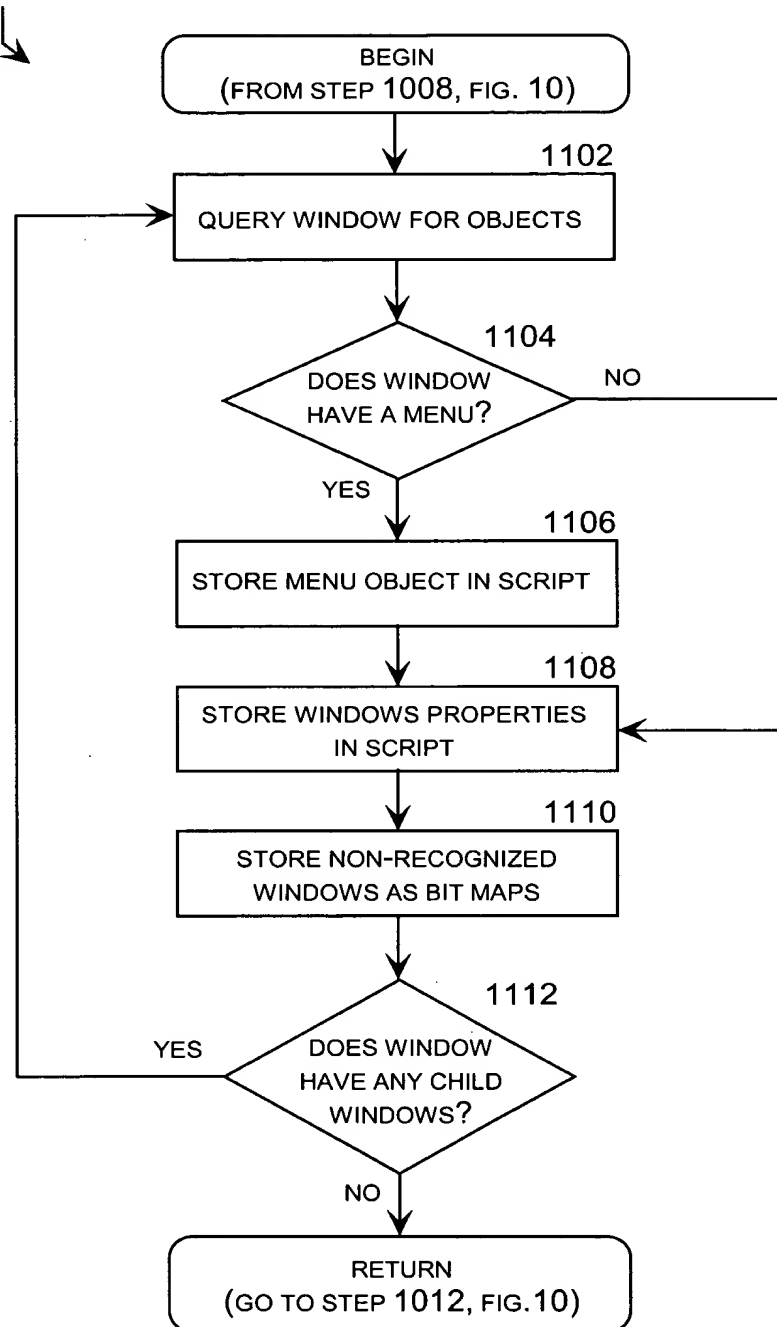 BEGIN
(FROM STEP 1008, FIG. 10)
1102
QUERY WINDOW FOR OBJECTS
1104
DOES WINDOW
HAVE A MENU?
NO
YES
1106
STORE MENU OBJECT IN SCRIPT
1108
STORE WINDOWS PROPERTIES
IN SCRIPT
1110
STORE NON-RECOGNIZED
WINDOWS AS BIT MAPS
1112
YES
DOES WINDOW
HAVE ANY CHILD
WINDOWS?
NO
RETURN
(GO TO STEP 1012, FIG.10)